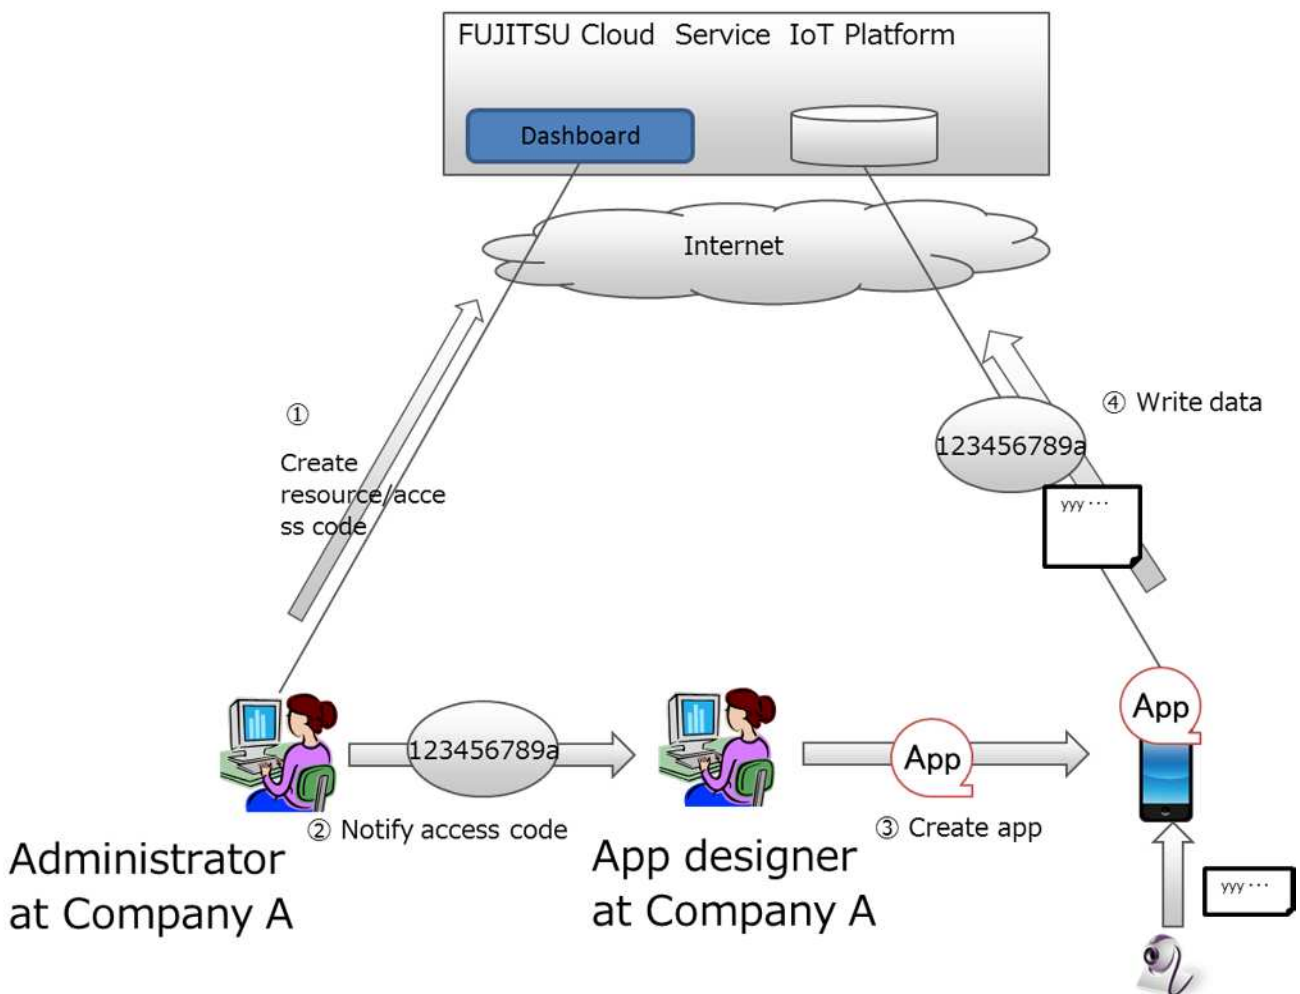 FUJITSU Cloud Service IoT Platform
Dashboard
Internet
①
Create
resource/acce
ss code
④ Write data
123456789a
yyy・・・
App
123456789a
App
② Notify access code
③ Create app
Administrator
at Company A
App designer
at Company A
yyy・・・